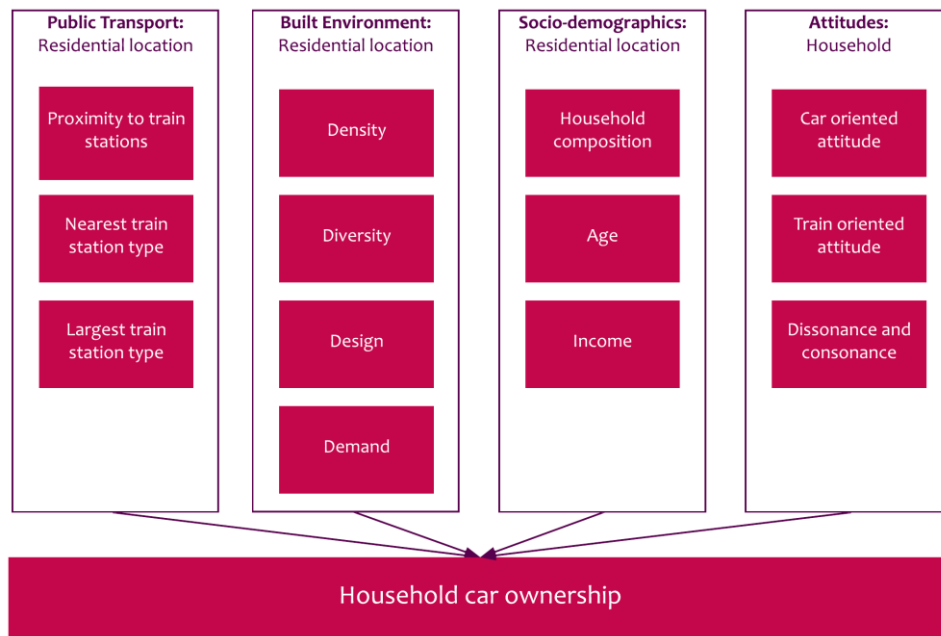 Public Transport:
Residential location
Proximity to train
stations
Nearest train
station type
Largest train
station type
Built Environment:
Residential location
Density
Diversity
Design
Demand
Socio-demographics:
Residential location
Household
composition
Age
Income
Attitudes:
Household
Car oriented
attitude
Train oriented
attitude
Dissonance and
consonance
Household car ownership